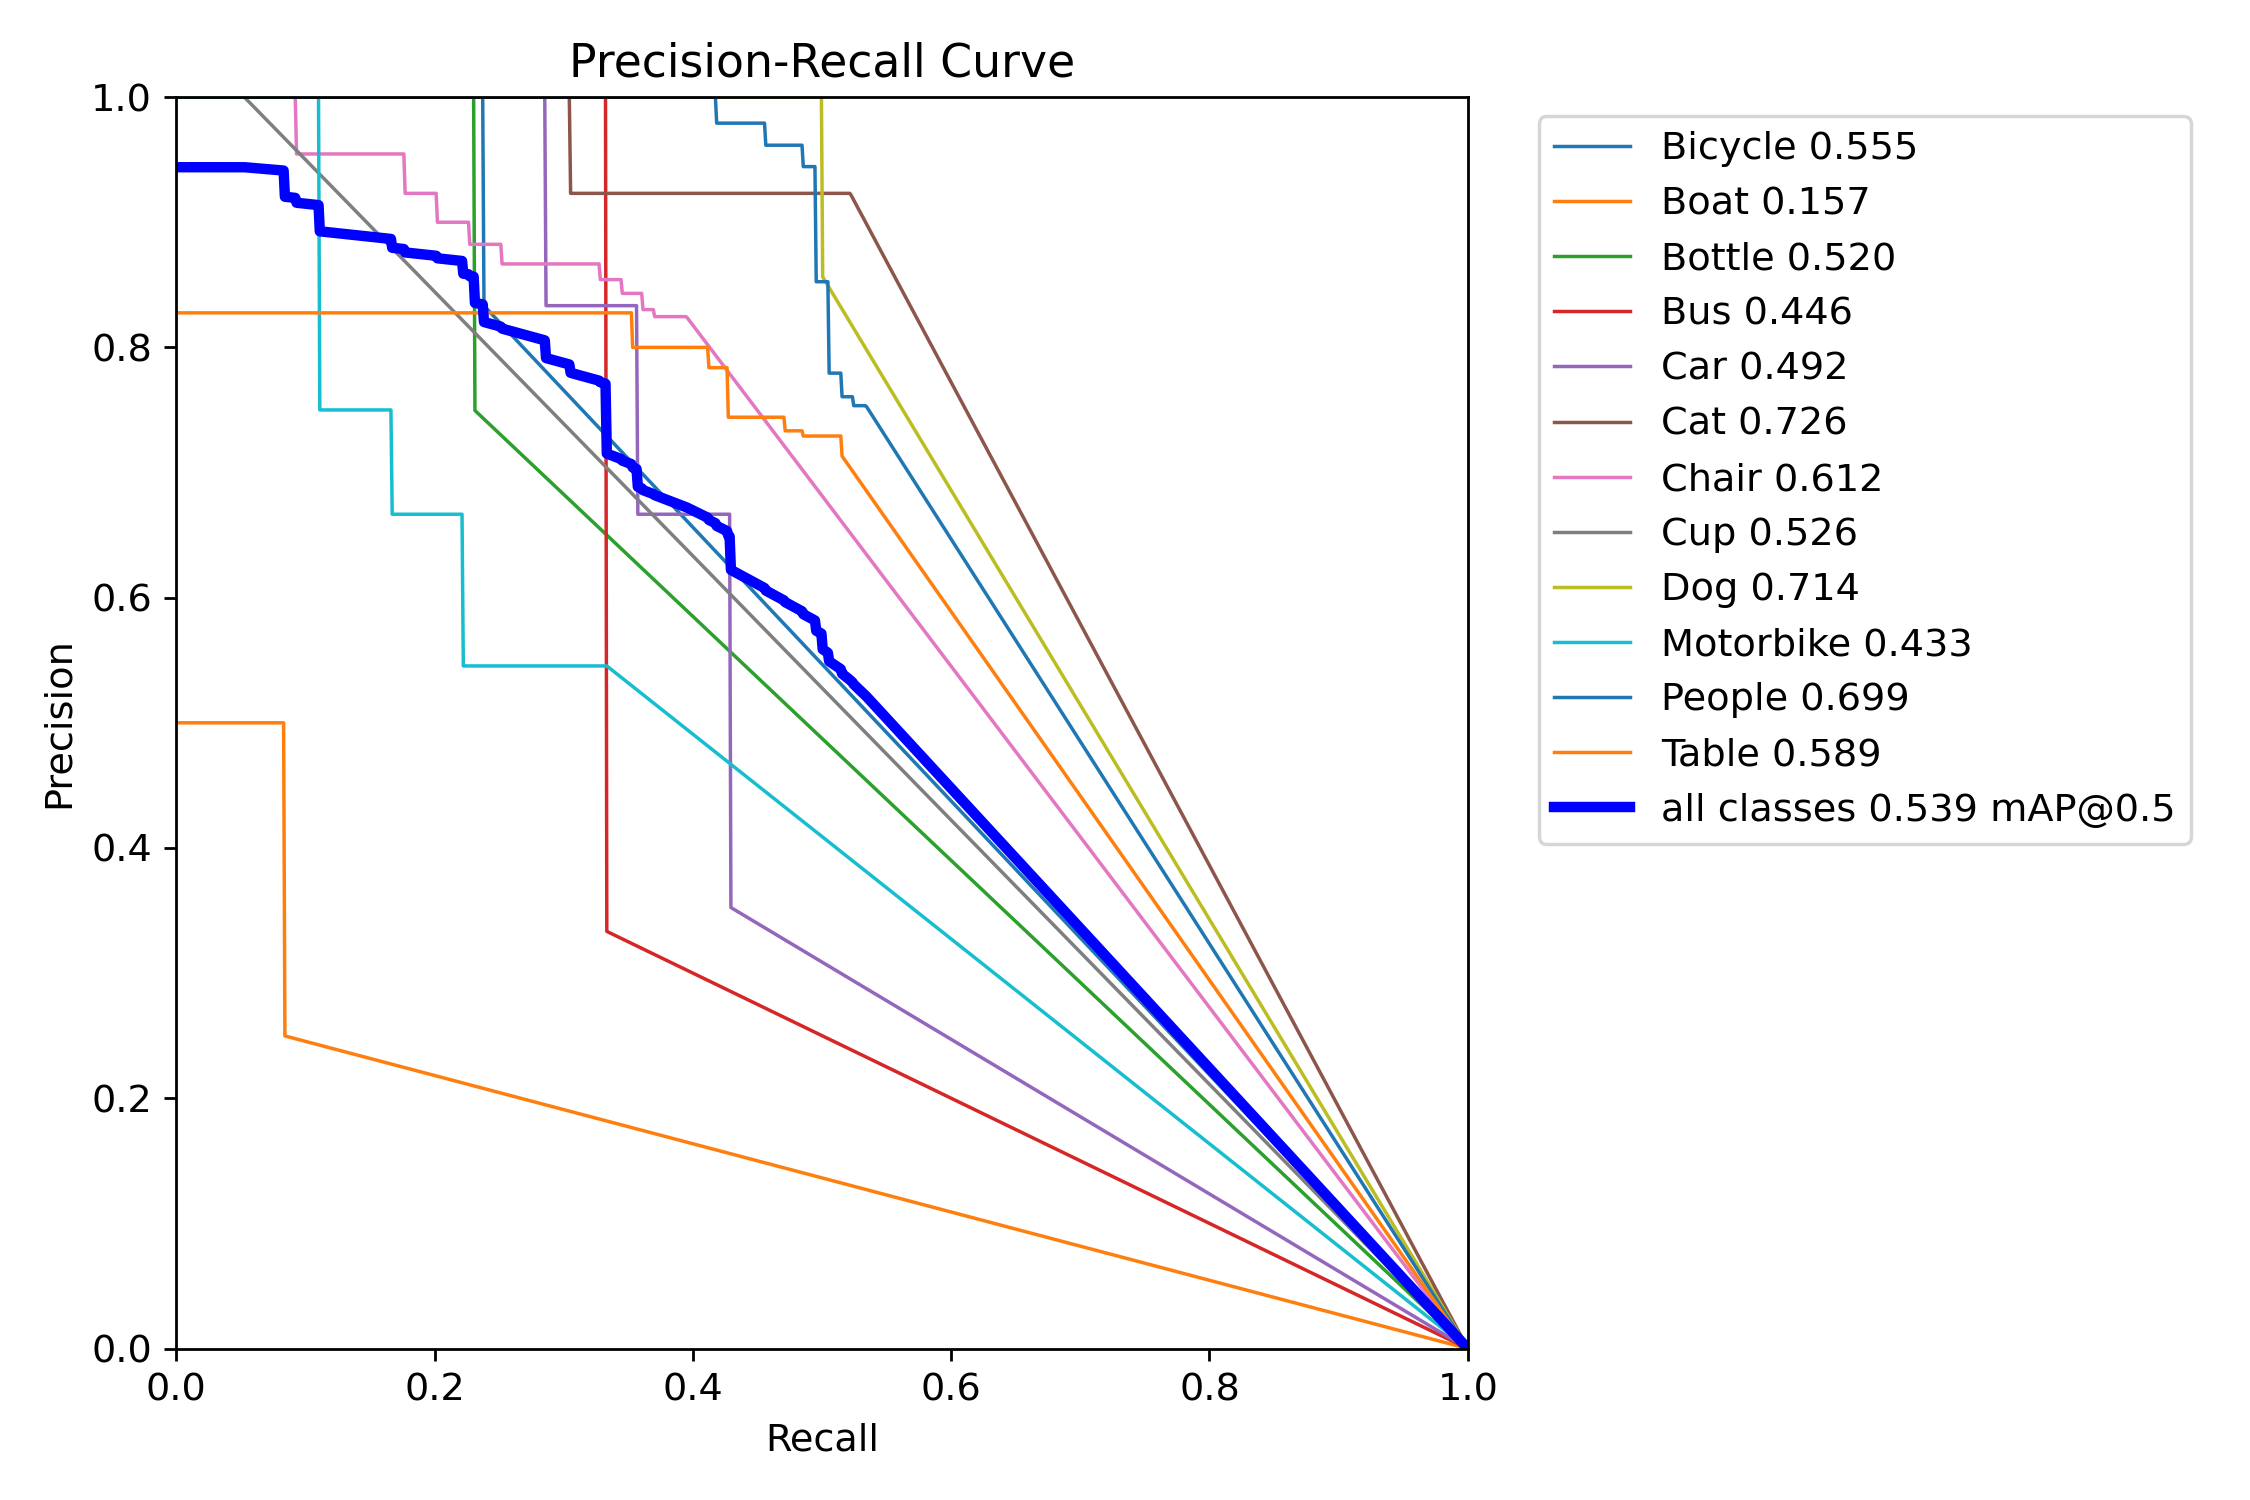 Precision-Recall Curve
1.0
0.8
0.6
0.4
0.2
0.0
Precision
0.0 0.2 0.4 0.6 0.8 1.0
Recall
Bicycle 0.555
Boat 0.157
Bottle 0.520
Bus 0.446
Car 0.492
Cat 0.726
Chair 0.612
Cup 0.526
Dog 0.714
Motorbike 0.433
People 0.699
Table 0.589
all classes 0.539 mAP@0.5